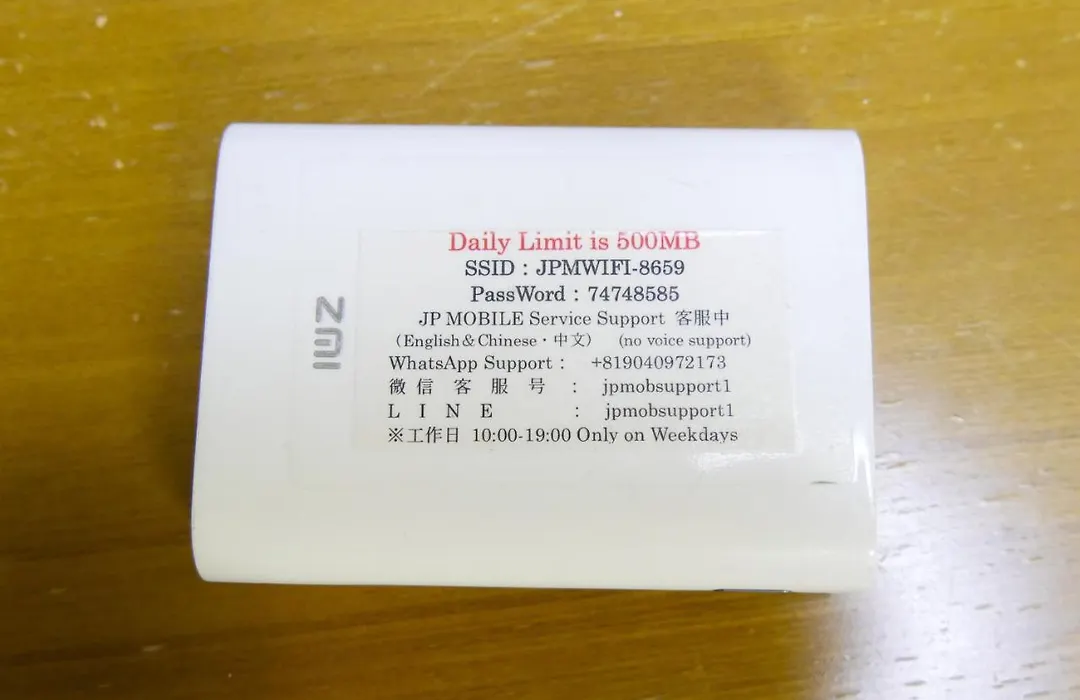 Daily Limit is 500MB
SSID : JPMWIFI-8659
PassWord : 74748585
JP MOBILE Service Support 客服中
(English & Chinese・中文) (no voice support)
WhatsApp Support : +819040972173
微 信 客 服 号 : jpmobsupport1
L I N E : jpmobsupport1
※工作日 10:00-19:00 Only on Weekdays
ZMI